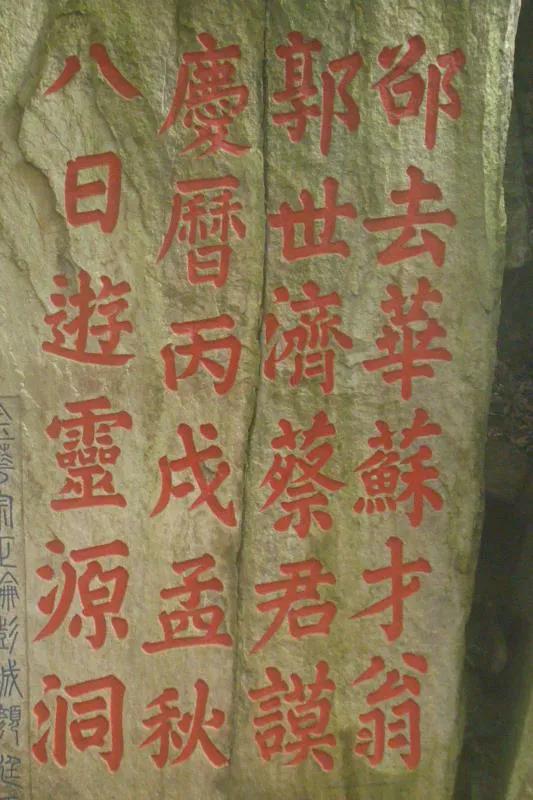 邵去華蘇才翁
郭世濟蔡君謨
慶曆丙戌孟秋
八日遊靈源洞